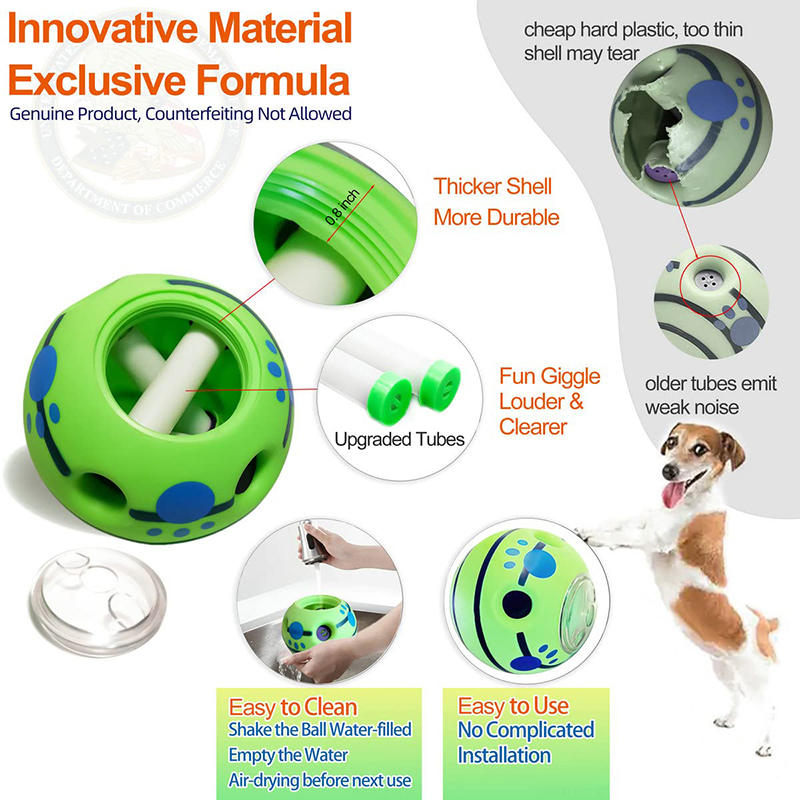 Innovative Material
Exclusive Formula
Genuine Product, Counterfeiting Not Allowed
DEPARTMENT OF COMMERCE
cheap hard plastic, too thin
shell may tear
0.8 inch
Thicker Shell
More Durable
Upgraded Tubes
Fun Giggle
Louder &
Clearer
older tubes emit
weak noise
Easy to Clean
Shake the Ball Water-filled
Empty the Water
Air-drying before next use
Easy to Use
No Complicated
Installation